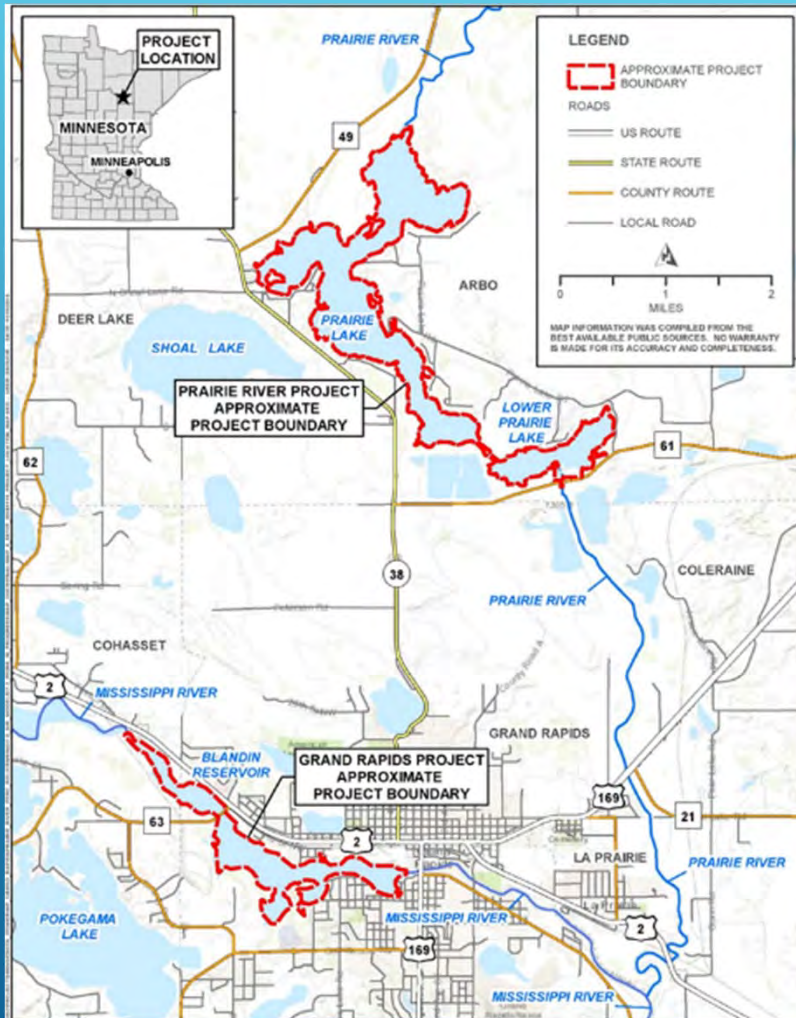 PROJECT
LOCATION
MINNESOTA
MINNEAPOLIS
LEGEND
APPROXIMATE PROJECT
BOUNDARY
ROADS
US ROUTE
STATE ROUTE
COUNTY ROUTE
LOCAL ROAD
0 1 2
MILES
MAP INFORMATION WAS COMPILED FROM THE
BEST AVAILABLE PUBLIC SOURCES. NO WARRANTY
IS MADE FOR ITS ACCURACY AND COMPLETENESS.
PRAIRIE RIVER
49
ARBO
DEER LAKE
SHOAL LAKE
PRAIRIE
LAKE
PRAIRIE RIVER PROJECT
APPROXIMATE
PROJECT BOUNDARY
LOWER
PRAIRIE
LAKE
61
62
38
COLERAINE
PRAIRIE RIVER
COHASSET
2
MISSISSIPPI RIVER
BLANDIN
RESERVOIR
GRAND RAPIDS
GRAND RAPIDS PROJECT
APPROXIMATE
PROJECT BOUNDARY
169
63
2
21
LA PRAIRIE
PRAIRIE RIVER
POKEGAMA
LAKE
MISSISSIPPI RIVER
169
2
MISSISSIPPI RIVER